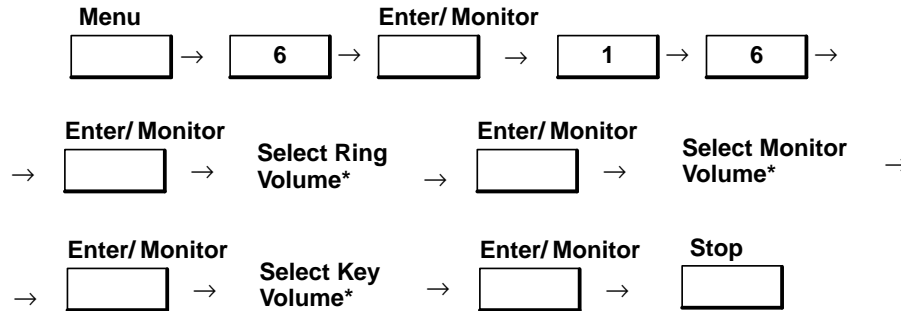 Menu Enter/ Monitor
→ 6 → → 1 → 6 →
Enter/ Monitor Enter/ Monitor
→ → Select Ring → → Select Monitor →
Volume* Volume*
Enter/ Monitor Enter/ Monitor Stop
→ → Select Key → →
Volume*